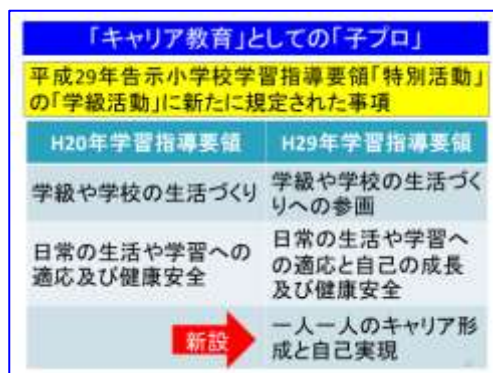 「キャリア教育」としての「子プロ」
平成29年告示小学校学習指導要領「特別活動」
の「学級活動」に新たに規定された事項
H20年学習指導要領
H29年学習指導要領
学級や学校の生活づくり
学級や学校の生活づく
りへの参画
日常の生活や学習への
適応及び健康安全
日常の生活や学習へ
の適応と自己の成長
及び健康安全
新設
一人一人のキャリア形
成と自己実現